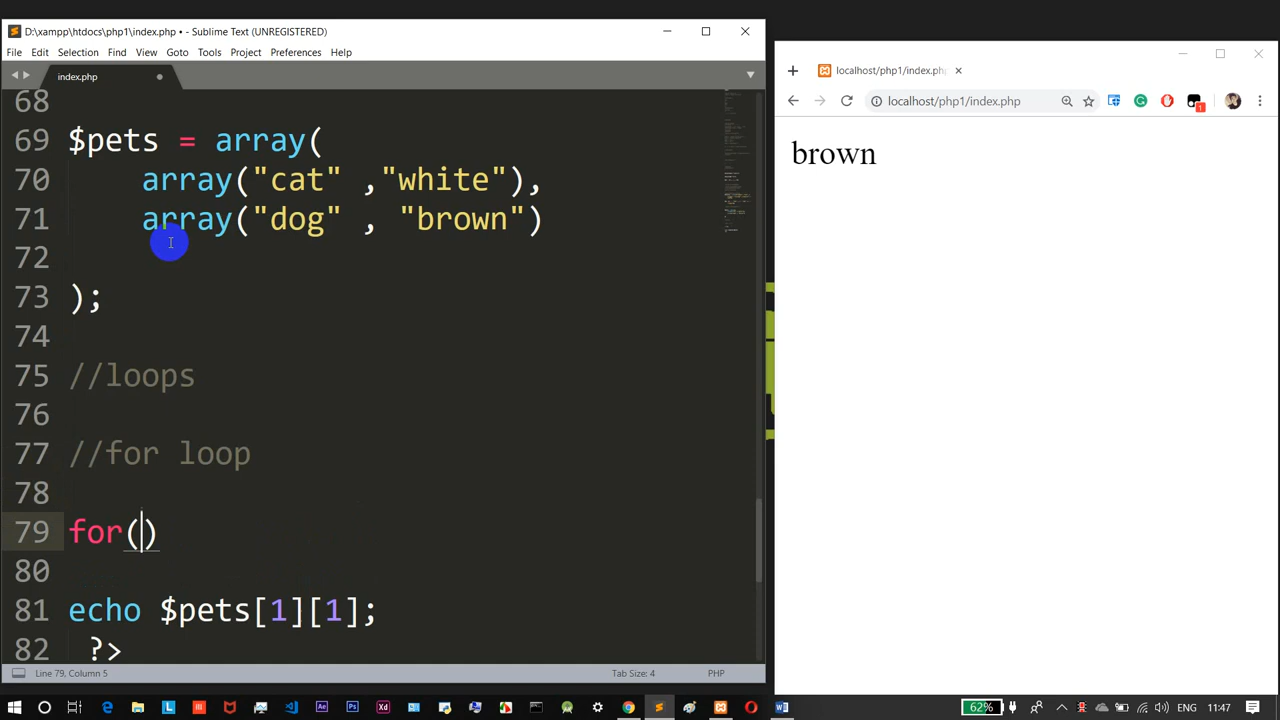 D:\xampp\htdocs\php1\index.php • - Sublime Text (UNREGISTERED)
File Edit Selection Find View Goto Tools Project Preferences Help
index.php
68
69 $pets = array(
70 array("cat" ,"white"),
71 array("dog" , "brown")
72
73 );
74
75 //loops
76
77 //for loop
78
79 for()
80
81 echo $pets[1][1];
82 ?>
Line 79, Column 5 Tab Size: 4 PHP
localhost/php1/index.ph
localhost/php1/index.php
1
brown
62% ENG 11:47